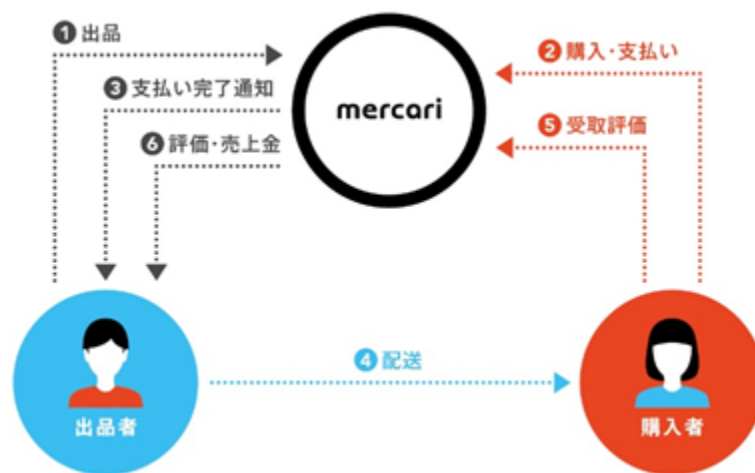 ❶出品
❷購入・支払い
❸支払い完了通知
mercari
❺受取評価
❻評価・売上金
❹配送
出品者
購入者